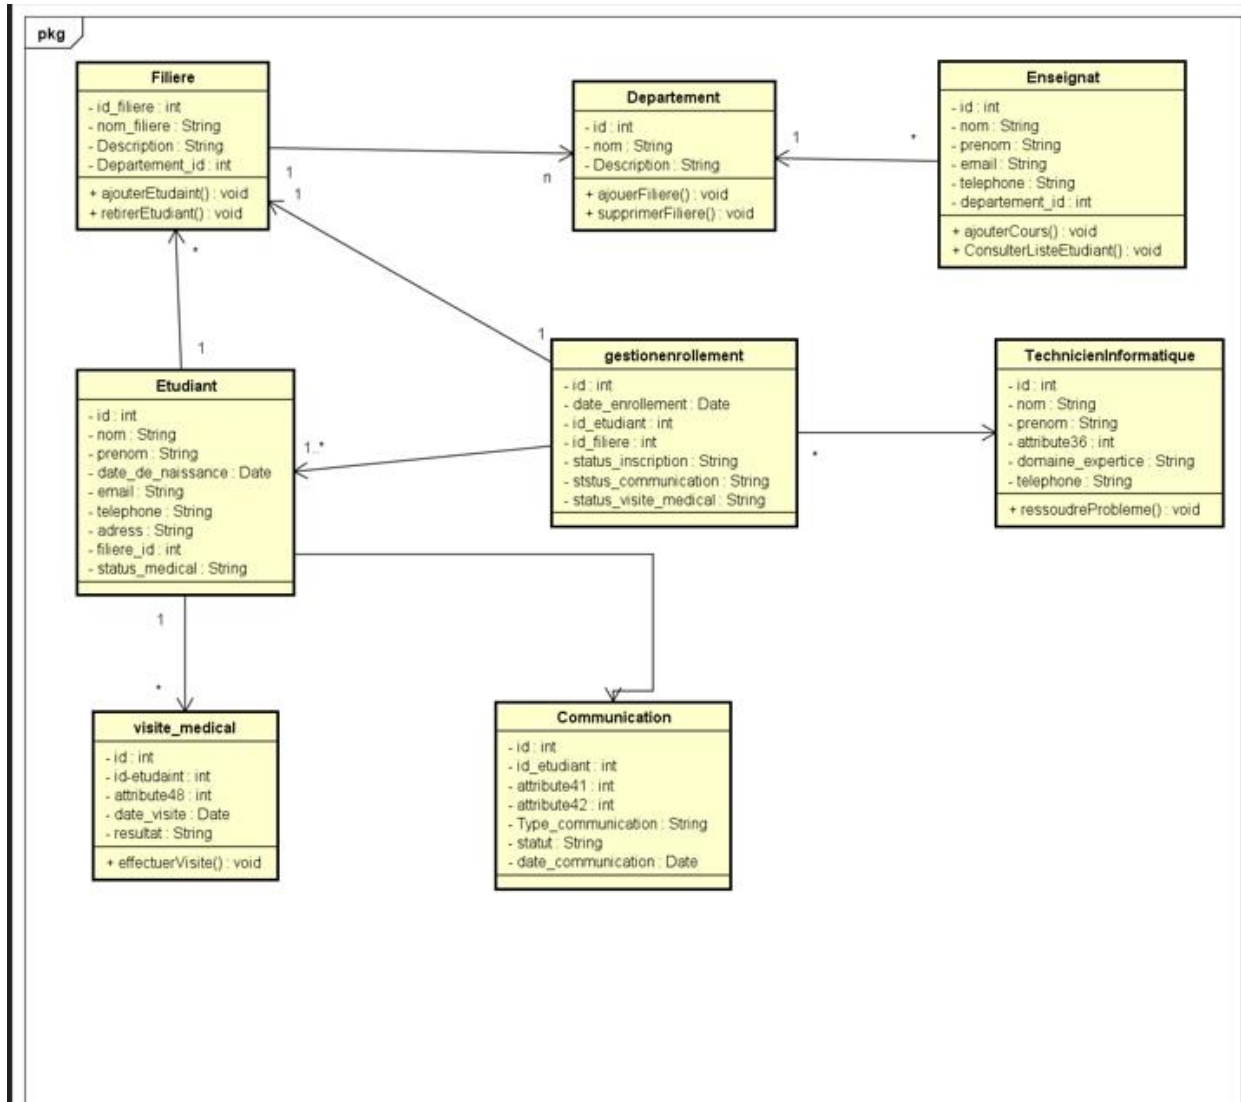 pkg
Filiere
- id_filiere : int
- nom_filiere : String
- Description : String
- Departement_id : int
+ ajouterEtudaint() : void
+ retirerEtudiant() : void
Departement
- id : int
- nom : String
- Description : String
+ ajouerFiliere() : void
+ supprimerFiliere() : void
Enseignat
- id : int
- nom : String
- prenom : String
- email : String
- telephone : String
- departement_id : int
+ ajouterCours() : void
+ ConsulterListeEtudiant() : void
1
n
1
*
1
1
*
1
Etudiant
- id : int
- nom : String
- prenom : String
- date_de_naissance : Date
- email : String
- telephone : String
- adress : String
- filiere_id : int
- status_medical : String
1..*
gestionenrollement
- id : int
- date_enrollement : Date
- id_etudiant : int
- id_filiere : int
- status_inscription : String
- ststus_communication : String
- status_visite_medical : String
*
TechnicienInformatique
- id : int
- nom : String
- prenom : String
- attribute36 : int
- domaine_expertice : String
- telephone : String
+ ressoudreProbleme() : void
1
*
visite_medical
- id : int
- id-etudaint : int
- attribute48 : int
- date_visite : Date
- resultat : String
+ effectuerVisite() : void
Communication
- id : int
- id_etudiant : int
- attribute41 : int
- attribute42 : int
- Type_communication : String
- statut : String
- date_communication : Date